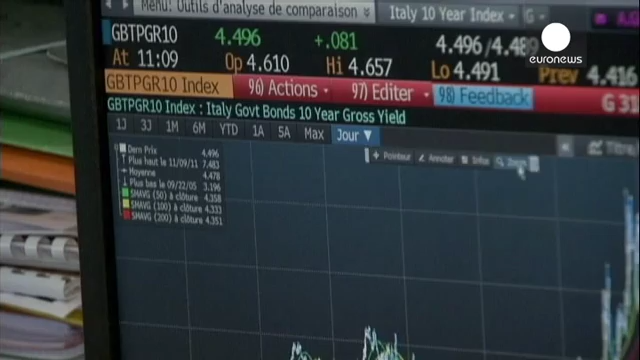 Menu: Outils d'analyse de comparaison
Italy 10 Year Index
G
GBTPGR10 4.496 +.081 4.496/4.489
At 11:09 Op 4.610 Hi 4.657 Lo 4.491 Prev 4.416
GBTPGR10 Index 96) Actions 97) Editer 98) Feedback G 31
GBTPGR10 Index : Italy Govt Bonds 10 Year Gross Yield
1J 3J 1M 6M YTD 1A 5A Max Jour
Pointeur Annoter Infos Zoom
Dern Prix 4.496
Plus haut le 11/09/11 7.483
Moyenne 4.478
Plus bas le 09/22/05 3.196
SMAVG (50) à clôture 4.358
SMAVG (100) à clôture 4.333
SMAVG (200) à clôture 4.351
euronews